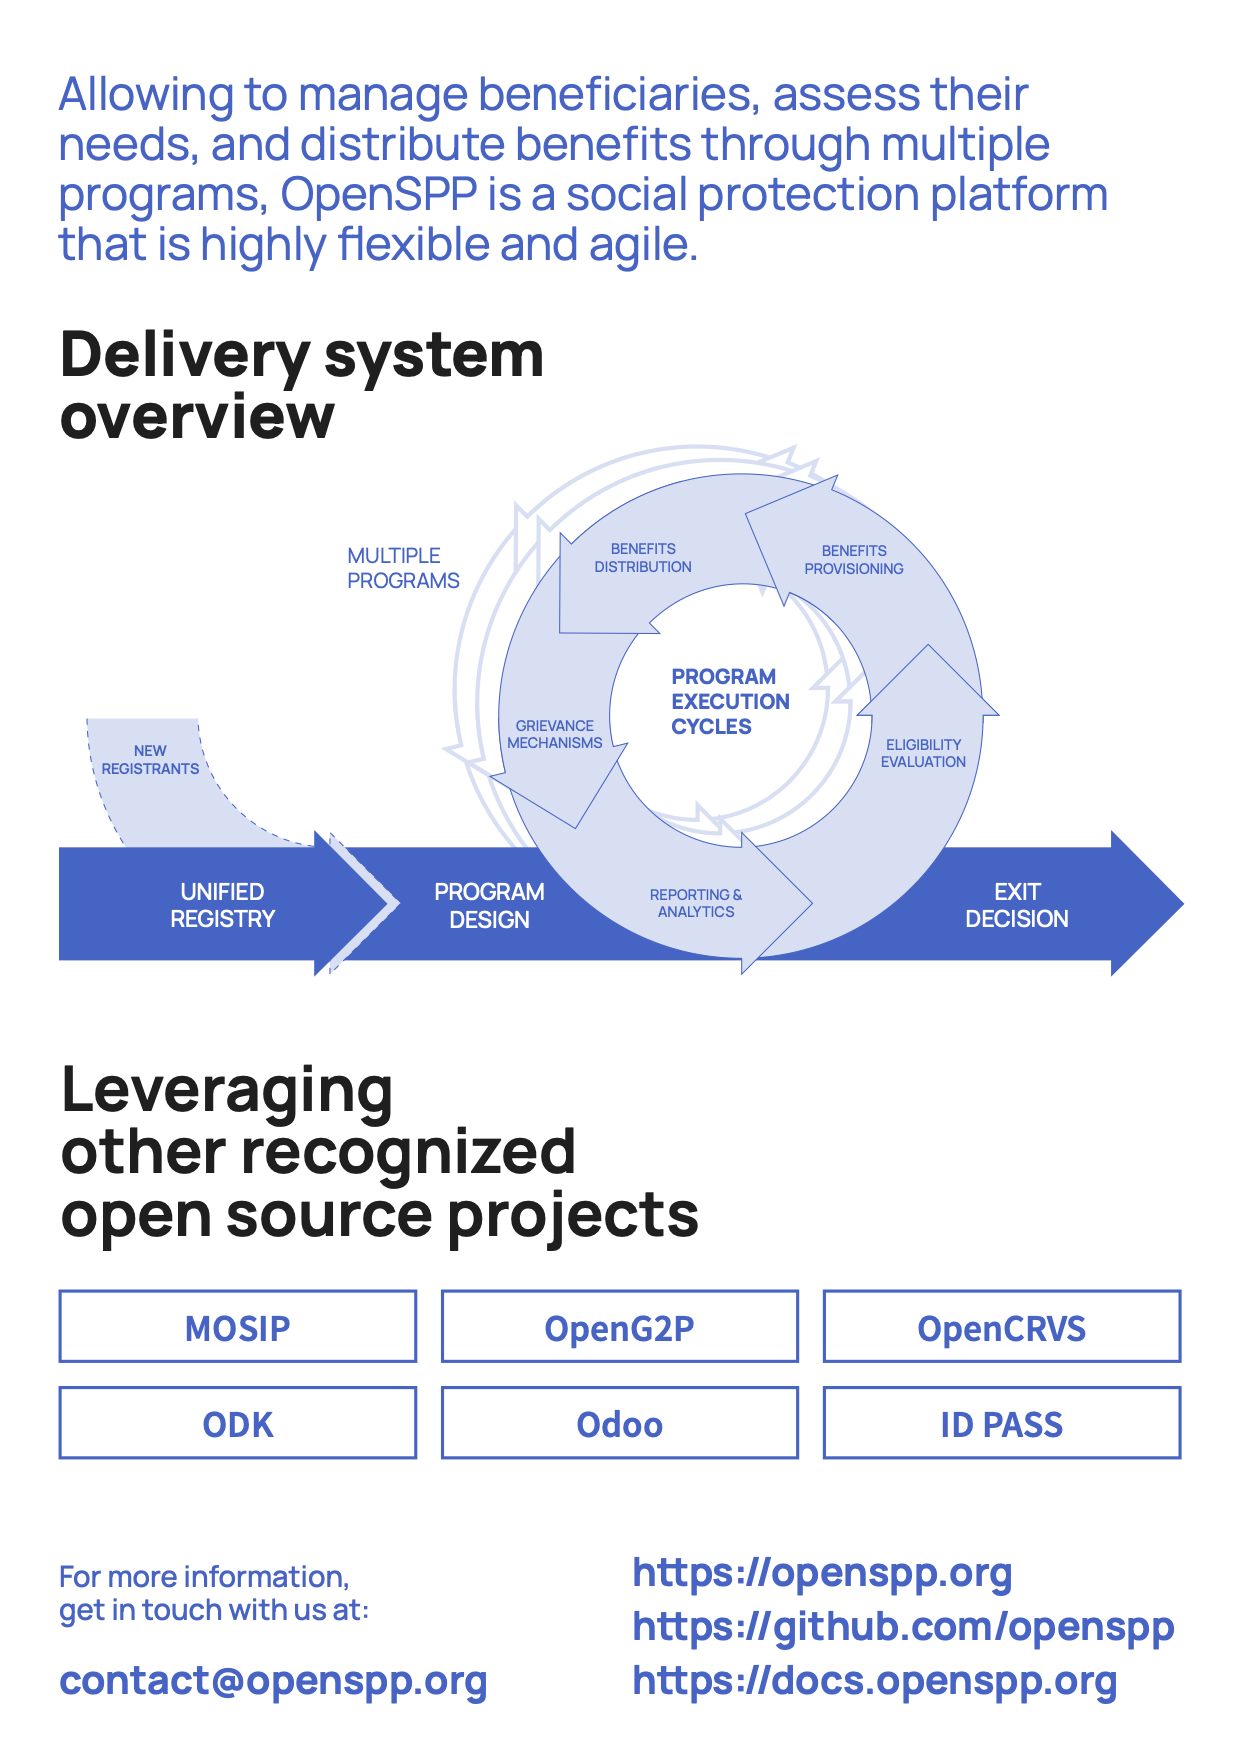 Allowing to manage beneficiaries, assess their
needs, and distribute benefits through multiple
programs, OpenSPP is a social protection platform
that is highly flexible and agile.
Delivery system
overview
MULTIPLE
PROGRAMS
BENEFITS
DISTRIBUTION
BENEFITS
PROVISIONING
PROGRAM
EXECUTION
CYCLES
GRIEVANCE
MECHANISMS
ELIGIBILITY
EVALUATION
NEW
REGISTRANTS
UNIFIED
REGISTRY
PROGRAM
DESIGN
REPORTING &
ANALYTICS
EXIT
DECISION
Leveraging
other recognized
open source projects
MOSIP
OpenG2P
OpenCRVS
ODK
Odoo
ID PASS
For more information,
get in touch with us at:
contact@openspp.org
https://openspp.org
https://github.com/openspp
https://docs.openspp.org